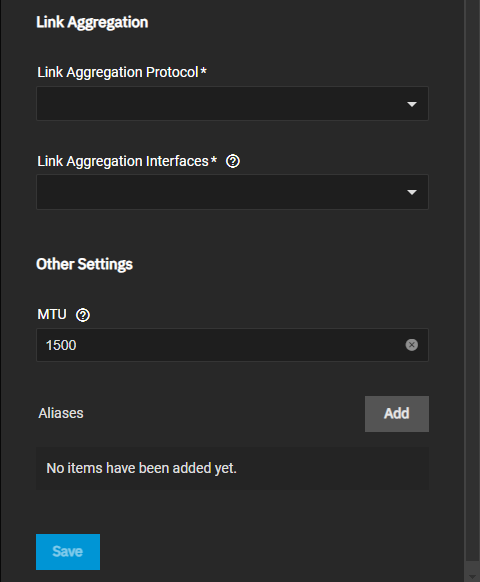 Link Aggregation
Link Aggregation Protocol*
Link Aggregation Interfaces*
Other Settings
MTU
1500
Aliases
Add
No items have been added yet.
Save